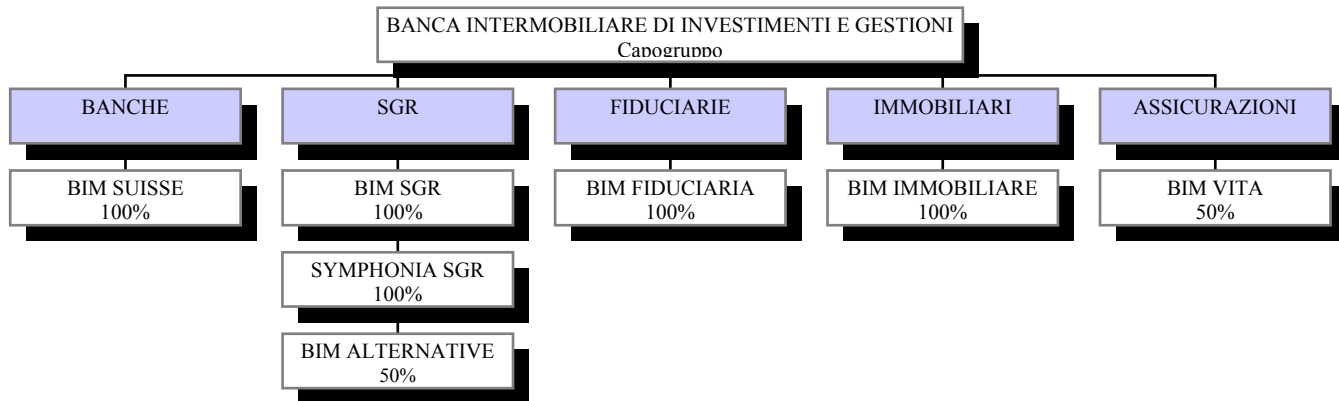 BANCA INTERMOBILIARE DI INVESTIMENTI E GESTIONI
Capogruppo
BANCHE
SGR
FIDUCIARIE
IMMOBILIARI
ASSICURAZIONI
BIM SUISSE
100%
BIM SGR
100%
BIM FIDUCIARIA
100%
BIM IMMOBILIARE
100%
BIM VITA
50%
SYMPHONIA SGR
100%
BIM ALTERNATIVE
50%